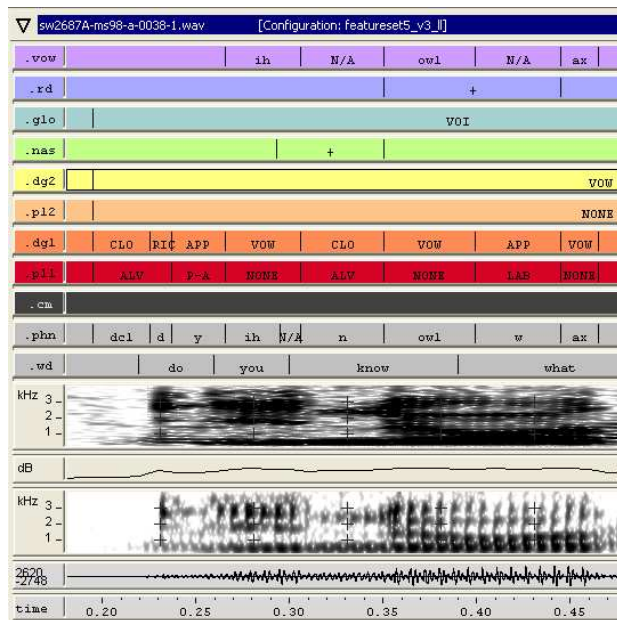 sw2687A-ms98-a-0038-1.wav [Configuration: featureset5_v3_ll]
.vow ih N/A ow1 N/A ax
.rd +
.glo VOI
.nas +
.dg2 VOW
.pl2 NONE
.dg1 CLO FRIC APP VOW CLO VOW APP VOW
.pl1 ALV P-A NONE ALV NONE LAB NONE
.cm
.phn dcl d y ih N/A n ow1 w ax
.wd do you know what
kHz 3 2 1
dB
kHz 3 2 1
2620
-2748
time 0.20 0.25 0.30 0.35 0.40 0.45